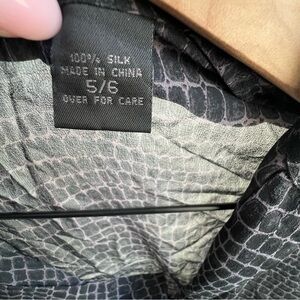 100% SILK
MADE IN CHINA
5/6
OVER FOR CARE